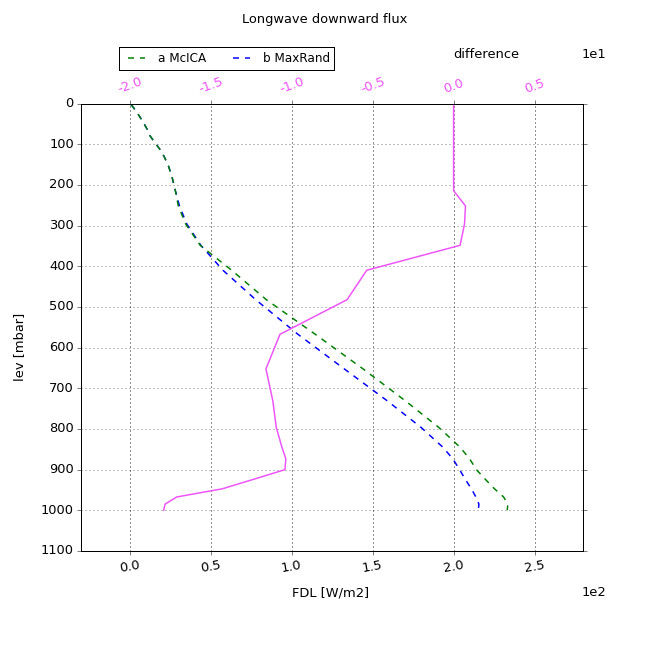 Longwave downward flux
a McICA b MaxRand
difference 1e1
-2.0 -1.5 -1.0 -0.5 0.0 0.5
0
100
200
300
400
500
600
700
800
900
1000
1100
lev [mbar]
0.0 0.5 1.0 1.5 2.0 2.5
FDL [W/m2] 1e2